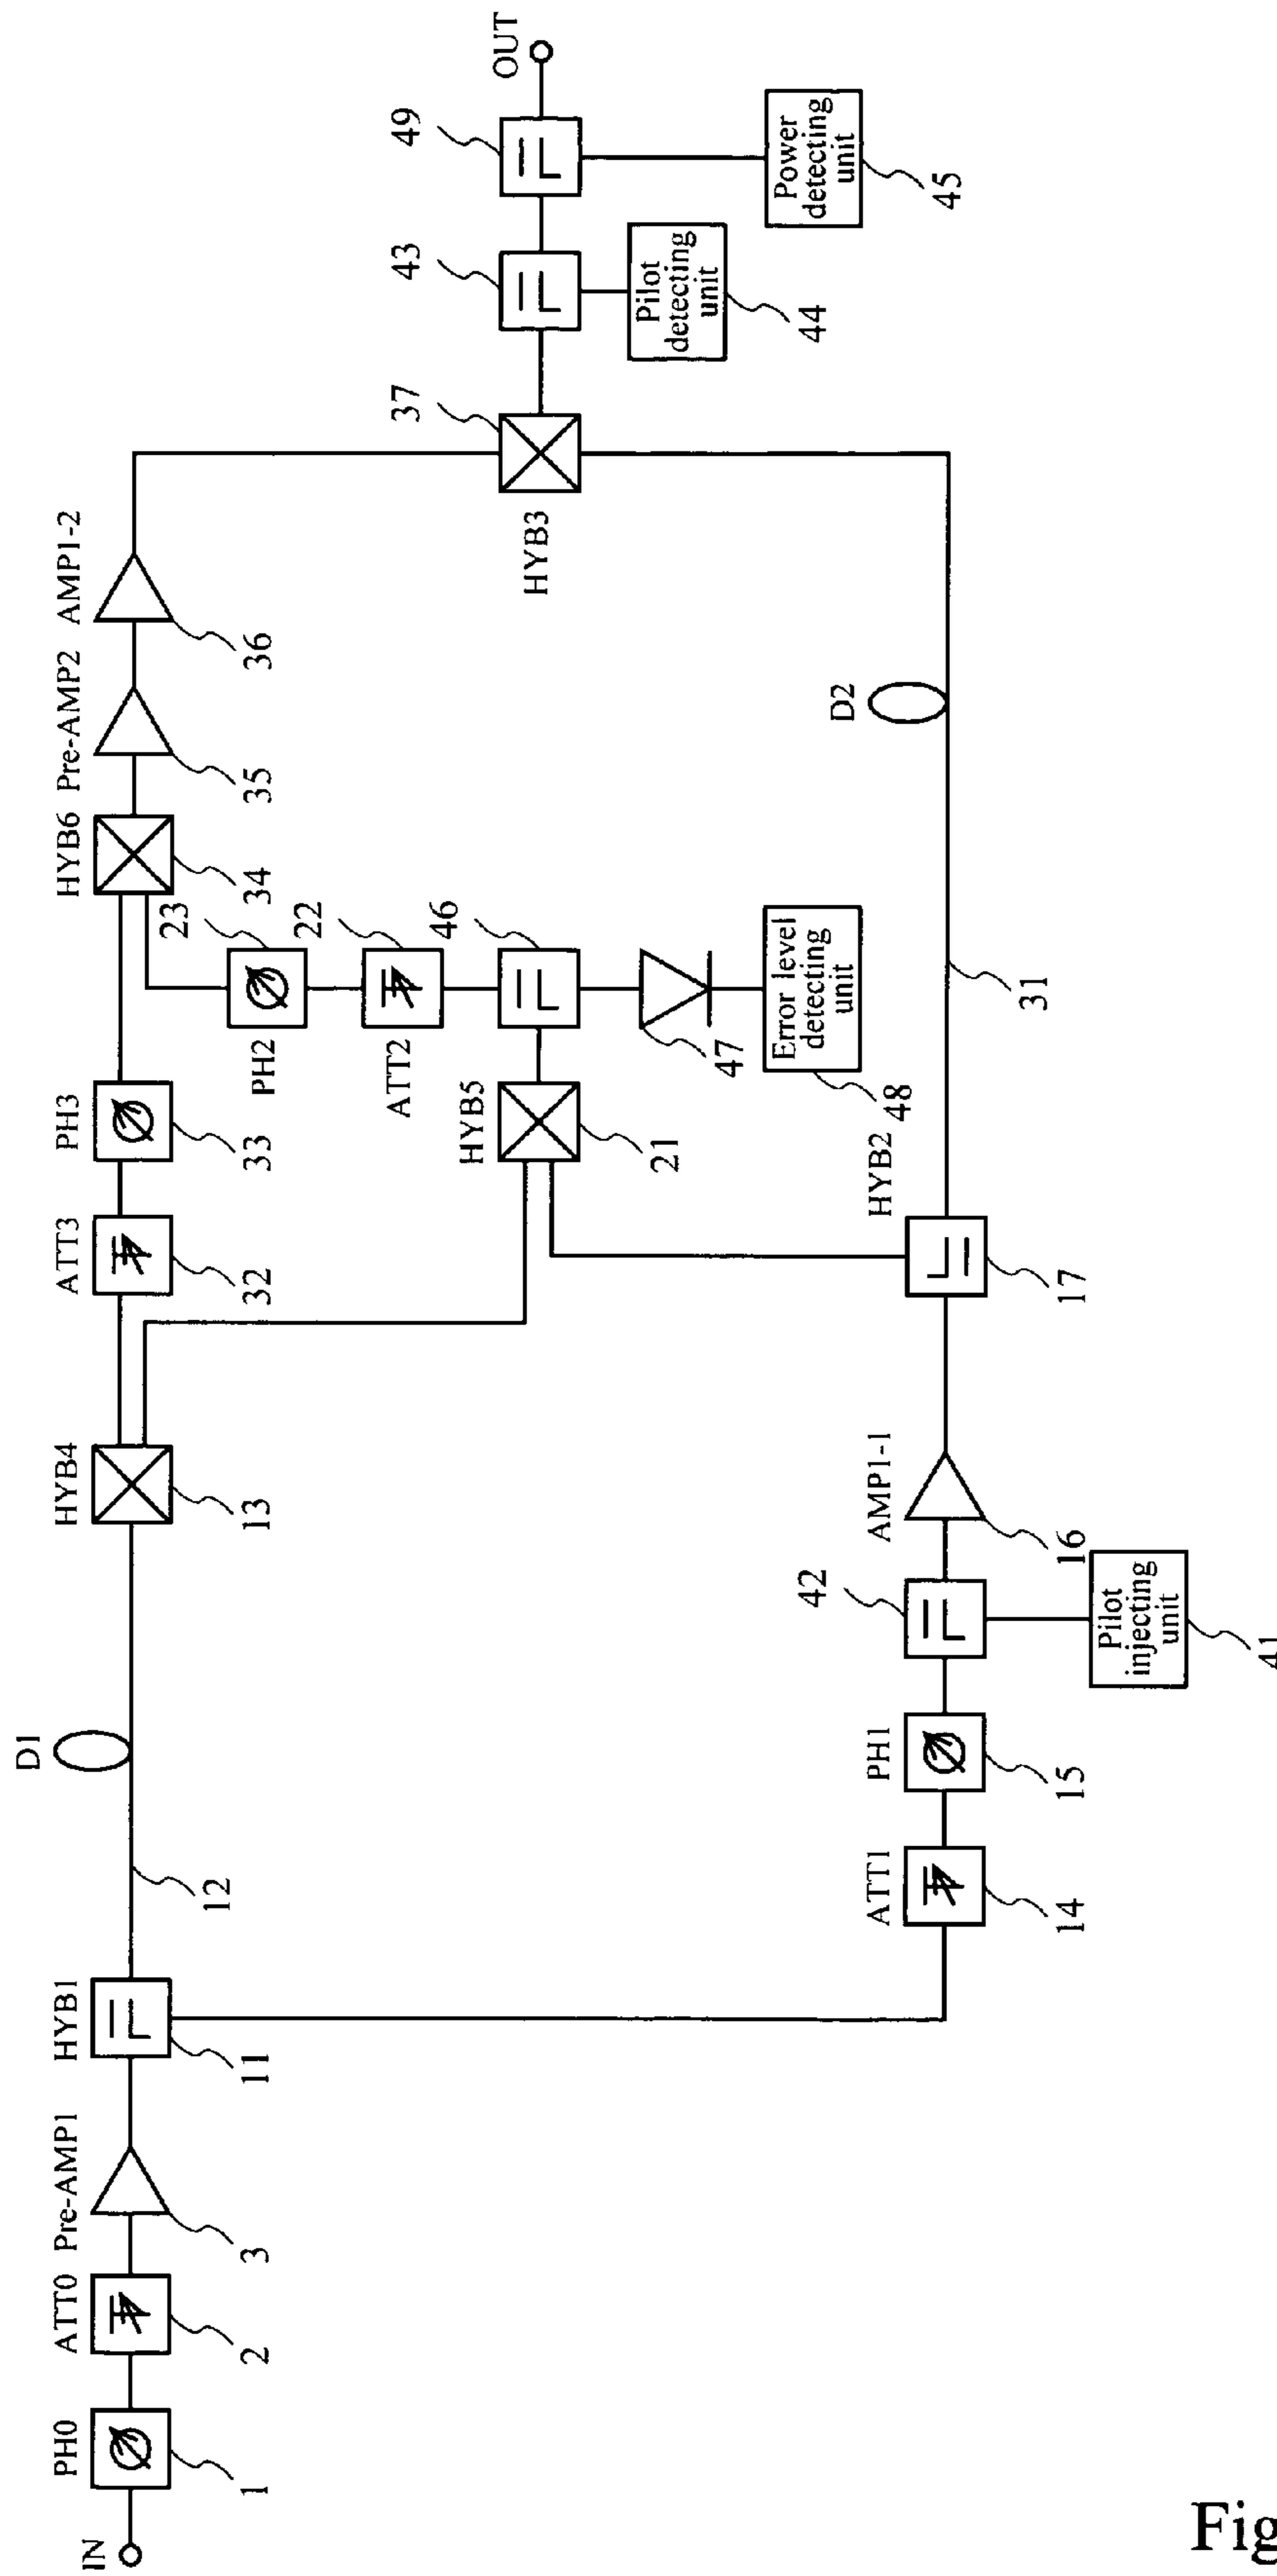 IN
PH0
1
ATT0
2
Pre-AMP1
3
HYB1
11
12
D1
HYB4
13
ATT3
32
PH3
33
HYB6
34
Pre-AMP2
35
AMP1-2
36
23
PH2
22
ATT2
46
HYB5
21
47
Error level
detecting
unit
48
ATT1
14
PH1
15
42
Pilot
injecting
unit
41
AMP1-1
16
HYB2
17
31
D2
HYB3
37
43
Pilot
detecting
unit
44
49
Power
detecting
unit
45
OUT
Fig